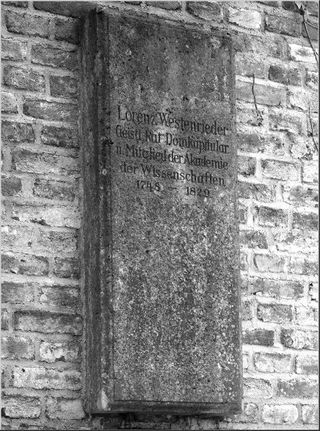 Lorenz Westenrieder
Geistl. Rat Domkapitular
u. Mitglied der Akademie
der Wissenschaften
1748 — 1829